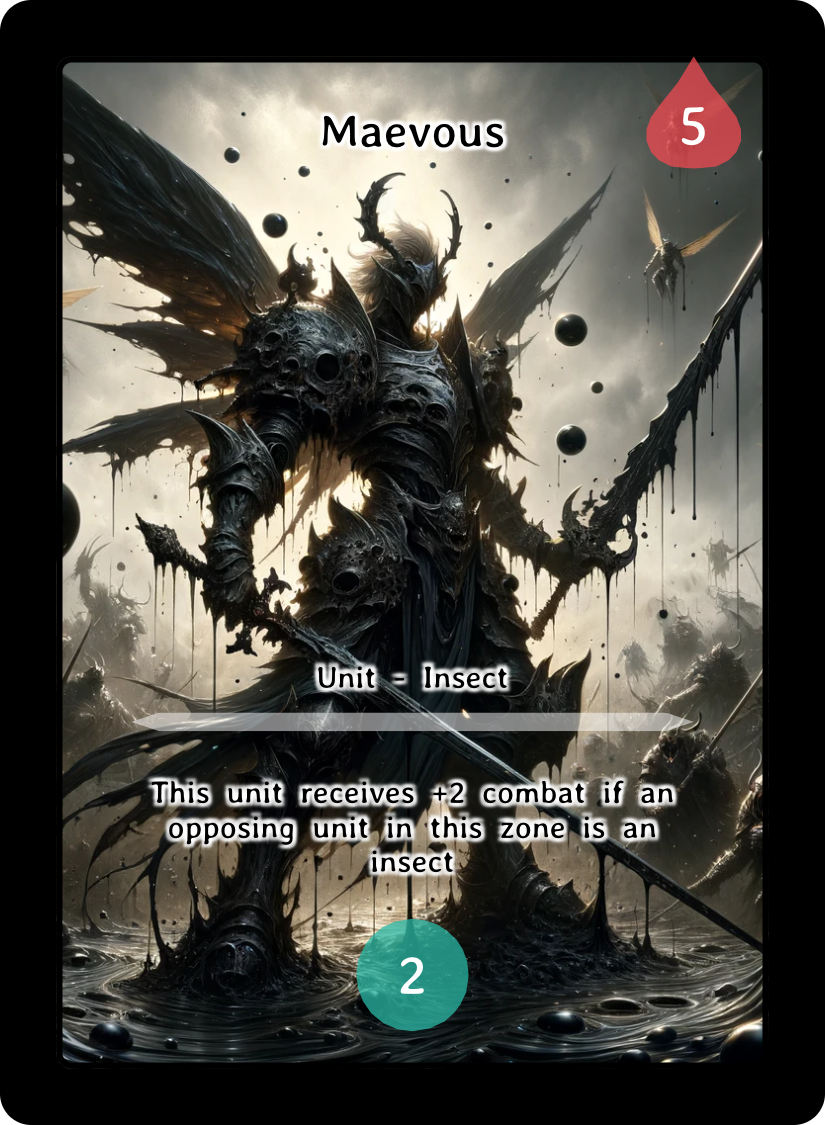 Maevous
5
Unit - Insect
This unit receives +2 combat if an
opposing unit in this zone is an
insect
2